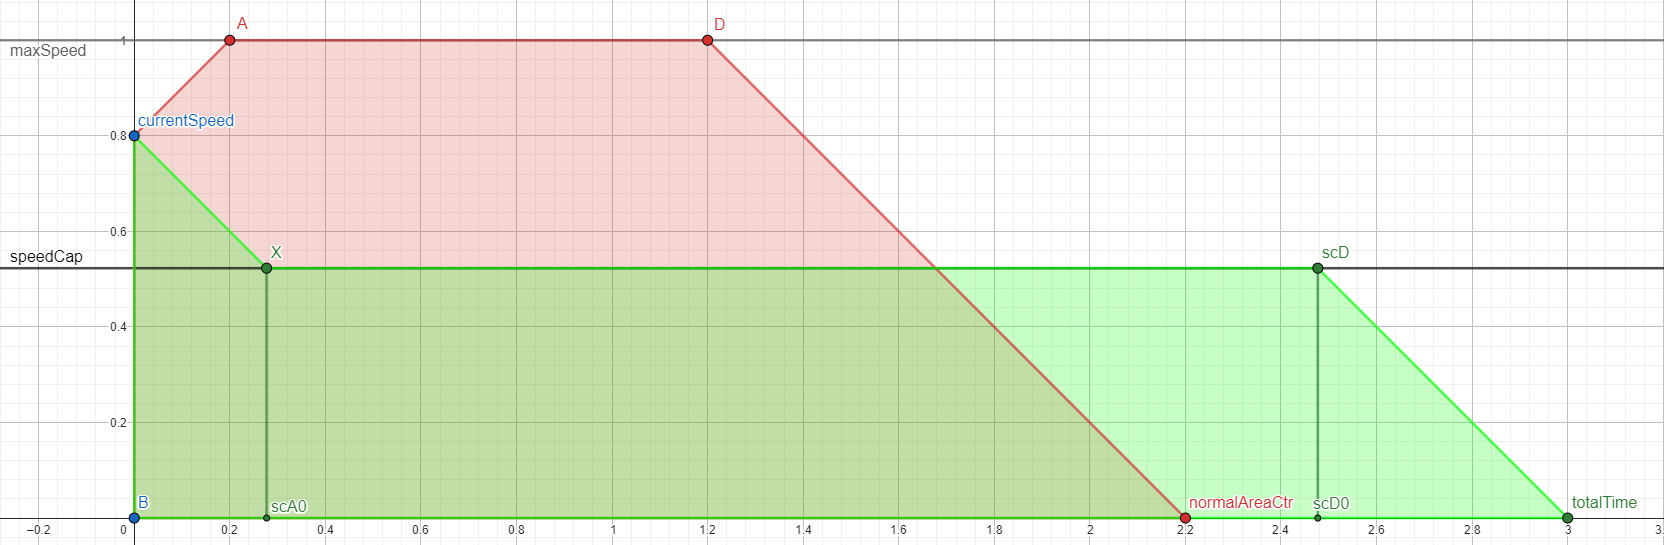 A
D
1
maxSpeed
currentSpeed
0.8
0.6
X
scD
speedCap
0.4
0.2
B
scA0
normalAreaCtr
scD0
totalTime
−0.2
0
0.2
0.4
0.6
0.8
1
1.2
1.4
1.6
1.8
2
2.2
2.4
2.6
2.8
3
3.